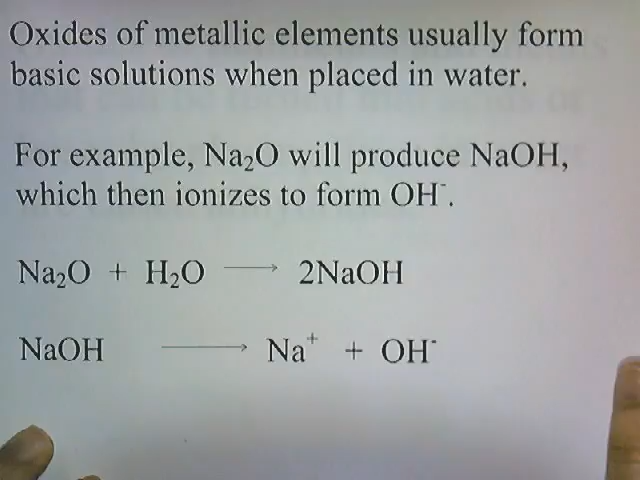 Oxides of metallic elements usually form
basic solutions when placed in water.
For example, Na₂O will produce NaOH,
which then ionizes to form OH⁻.
Na₂O + H₂O ⟶ 2NaOH
NaOH ⟶ Na⁺ + OH⁻